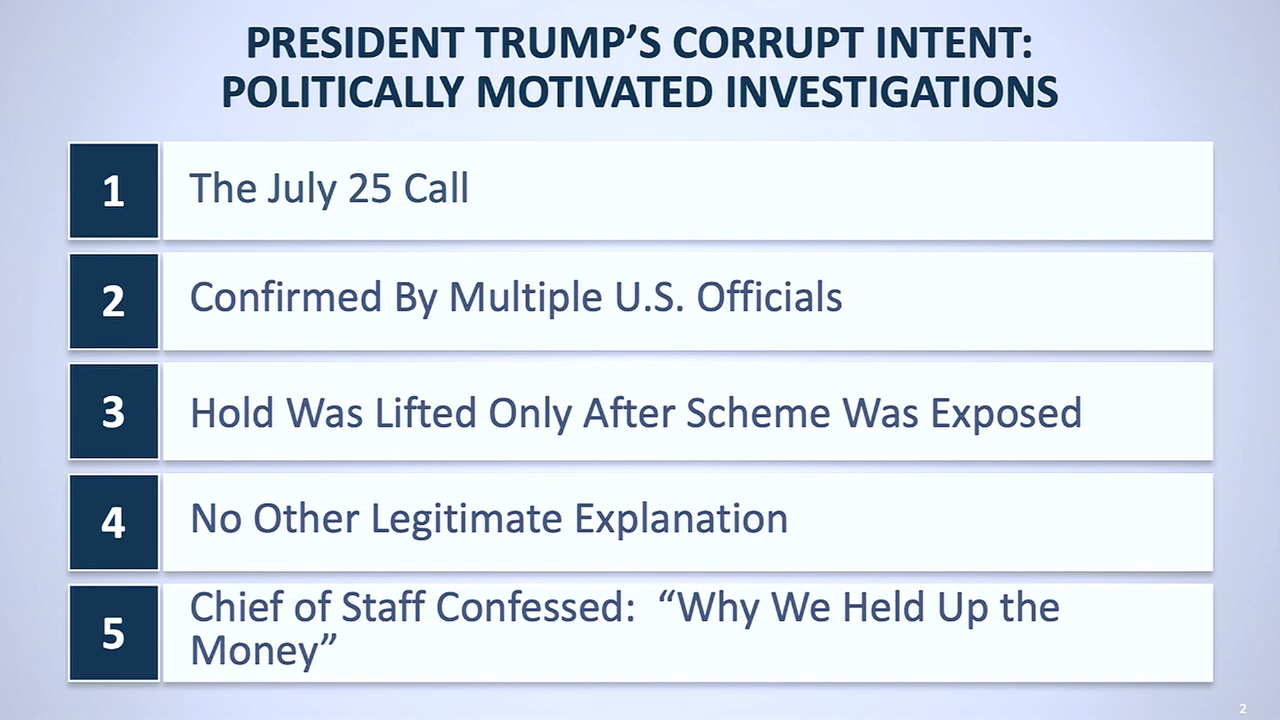 PRESIDENT TRUMP’S CORRUPT INTENT:
POLITICALLY MOTIVATED INVESTIGATIONS
1
The July 25 Call
2
Confirmed By Multiple U.S. Officials
3
Hold Was Lifted Only After Scheme Was Exposed
4
No Other Legitimate Explanation
5
Chief of Staff Confessed:  “Why We Held Up the
Money”
2